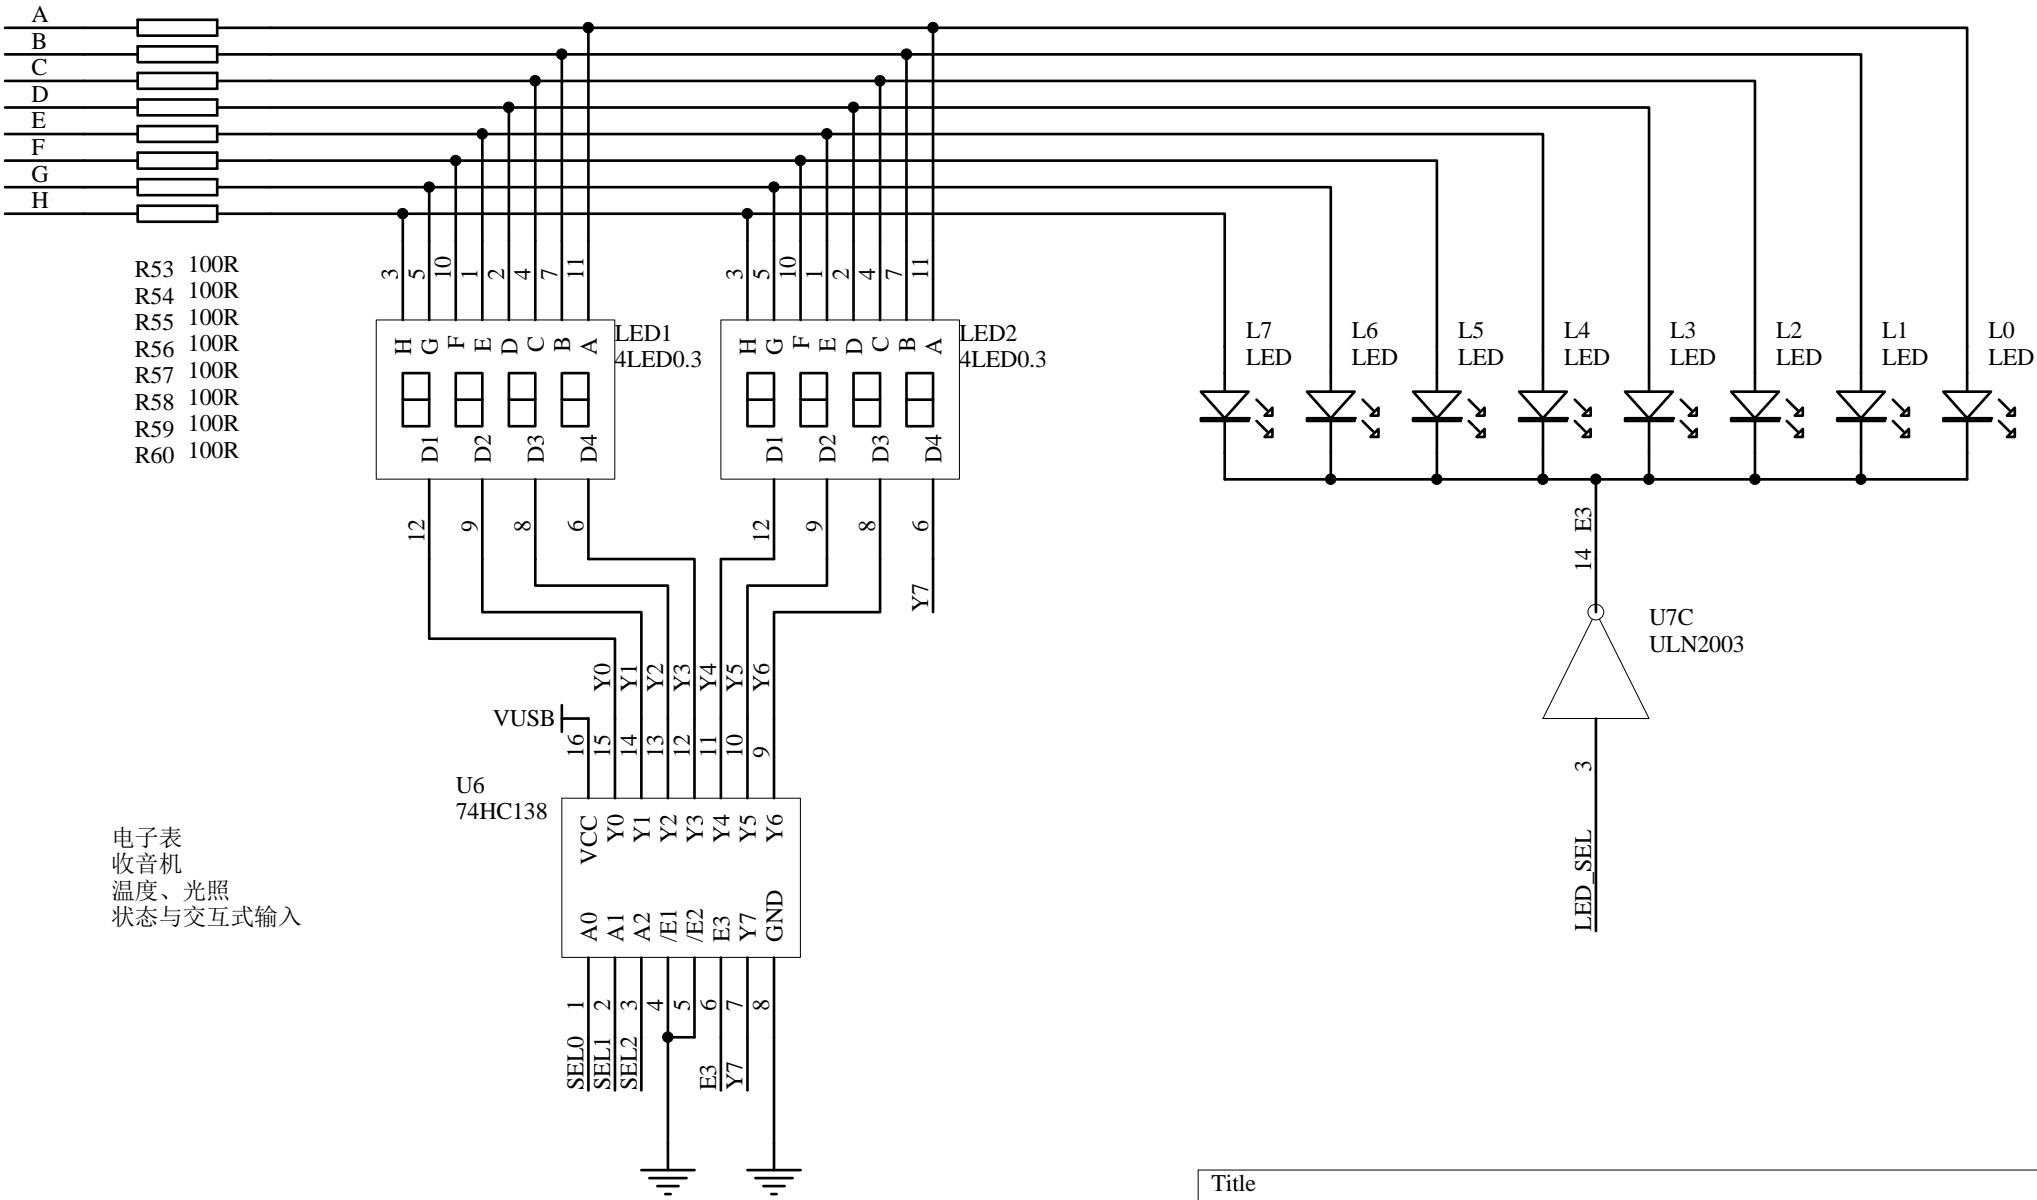 A
B
C
D
E
F
G
H
R53 100R
R54 100R
R55 100R
R56 100R
R57 100R
R58 100R
R59 100R
R60 100R
3 5 10 1 2 4 7 11
H G F E D C B A
LED1
4LED0.3
D1 D2 D3 D4
12 9 8 6
3 5 10 1 2 4 7 11
H G F E D C B A
LED2
4LED0.3
D1 D2 D3 D4
12 9 8 6
Y7
L7
LED
L6
LED
L5
LED
L4
LED
L3
LED
L2
LED
L1
LED
L0
LED
E3
14
U7C
ULN2003
3
LED_SEL
Y0 Y1 Y2 Y3 Y4 Y5 Y6
VUSB
16 15 14 13 12 11 10 9
U6
74HC138
VCC Y0 Y1 Y2 Y3 Y4 Y5 Y6
A0 A1 A2 /E1 /E2 E3 Y7 GND
1 2 3 4 5 6 7 8
SEL0 SEL1 SEL2 E3 Y7
电子表
收音机
温度、光照
状态与交互式输入
Title